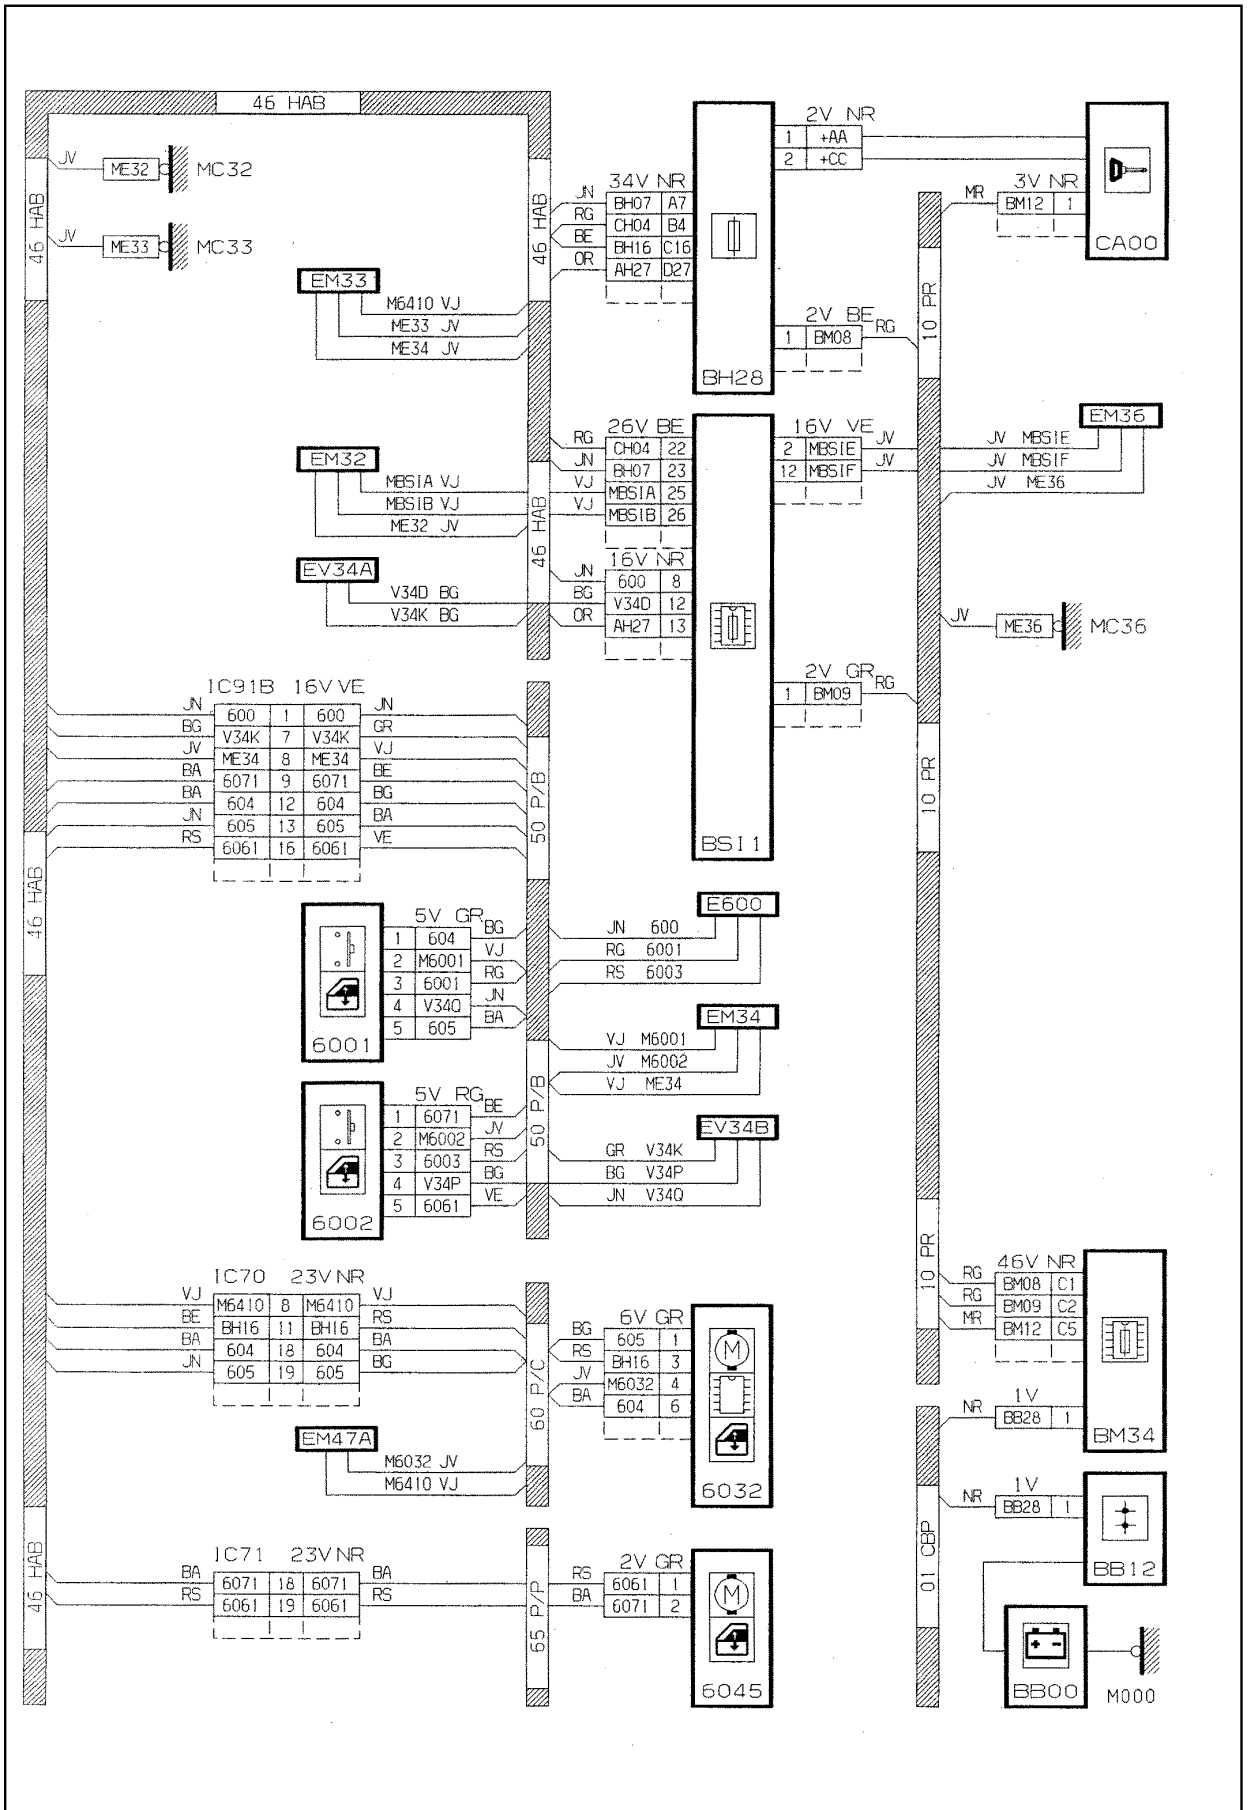 46 HAB
46 HAB
JV ME32 MC32
JV ME33 MC33
EM33
M6410 VJ
ME33 JV
ME34 JV
46 HAB
34V NR
JN BH07 A7
RG CH04 B4
BE BH16 C16
OR AH27 D27
2V NR
1 +AA
2 +CC
2V BE
1 BM08 RG
BH28
3V NR
MR BM12 1
CA00
10 PR
EM32
MBSIA VJ
MBSIB VJ
ME32 JV
46 HAB
26V BE
RG CH04 22
JN BH07 23
VJ MBSIA 25
VJ MBSIB 26
16V VE
2 MBSIE JV
12 MBSIF JV
EM36
JV MBSIE
JV MBSIF
JV ME36
EV34A
V34D BG
V34K BG
16V NR
JN 600 8
BG V34D 12
OR AH27 13
JV ME36 MC36
2V GR
1 BM09 RG
BSI1
10 PR
IC91B 16V VE
JN 600 1 600 JN
BG V34K 7 V34K GR
JV ME34 8 ME34 VJ
BA 6071 9 6071 BE
BA 604 12 604 BG
JN 605 13 605 BA
RS 6061 16 6061 VE
50 P/B
46 HAB
5V GR
1 604 BG
2 M6001 VJ
3 6001 RG
4 V34Q JN
5 605 BA
6001
E600
JN 600
RG 6001
RS 6003
EM34
VJ M6001
JV M6002
VJ ME34
50 P/B
5V RG
1 6071 BE
2 M6002 JV
3 6003 RS
4 V34P BG
5 6061 VE
6002
EV34B
GR V34K
BG V34P
JN V34Q
10 PR
46V NR
RG BM08 C1
RG BM09 C2
MR BM12 C5
1V
NR BB28 1
BM34
IC70 23V NR
VJ M6410 8 M6410 VJ
BE BH16 11 BH16 RS
BA 604 18 604 BA
JN 605 19 605 BG
EM47A
M6032 JV
M6410 VJ
60 P/C
6V GR
BG 605 1
RS BH16 3
JV M6032 4
BA 604 6
M
6032
1V
NR BB28 1
BB12
01 CBP
46 HAB
IC71 23V NR
BA 6071 18 6071 BA
RS 6061 19 6061 RS
65 P/P
2V GR
RS 6061 1
BA 6071 2
M
6045
+ -
BB00
M000